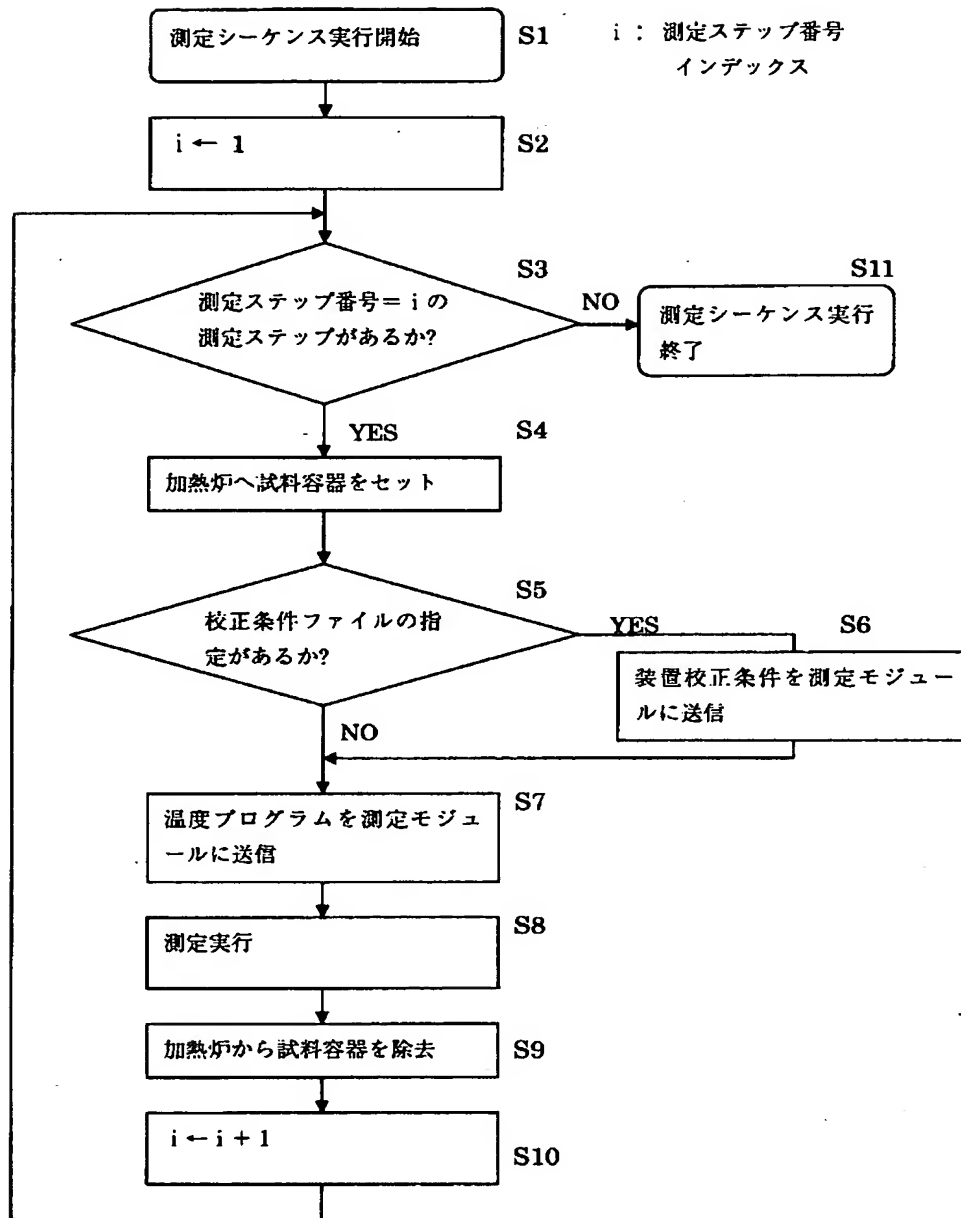 測定シーケンス実行開始
S1
i : 測定ステップ番号
インデックス
i ← 1
S2
S3
測定ステップ番号=iの
測定ステップがあるか?
NO
S11
測定シーケンス実行
終了
YES
S4
加熱炉へ試料容器をセット
S5
校正条件ファイルの指
定があるか?
YES
S6
装置校正条件を測定モジュー
ルに送信
NO
S7
温度プログラムを測定モジュ
ールに送信
S8
測定実行
加熱炉から試料容器を除去
S9
i ← i + 1
S10